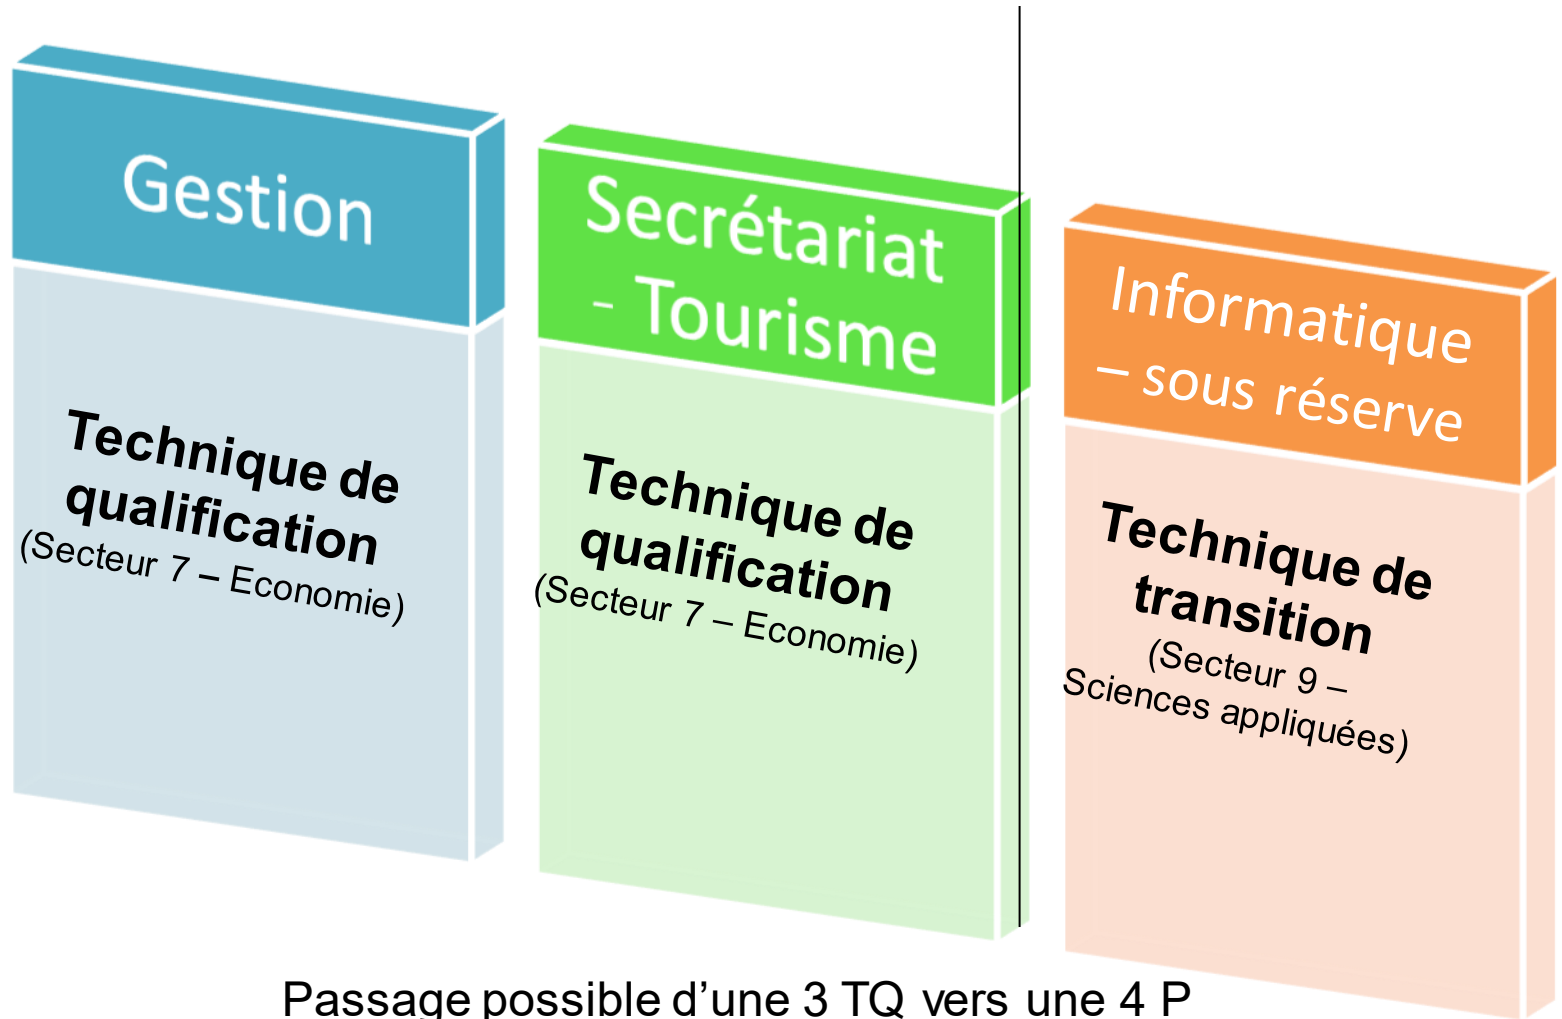 Gestion
Technique de
qualification
(Secteur 7 – Economie)
Secrétariat
- Tourisme
Technique de
qualification
(Secteur 7 – Economie)
Informatique
– sous réserve
Technique de
transition
(Secteur 9 –
Sciences appliquées)
Passage possible d’une 3 TQ vers une 4 P